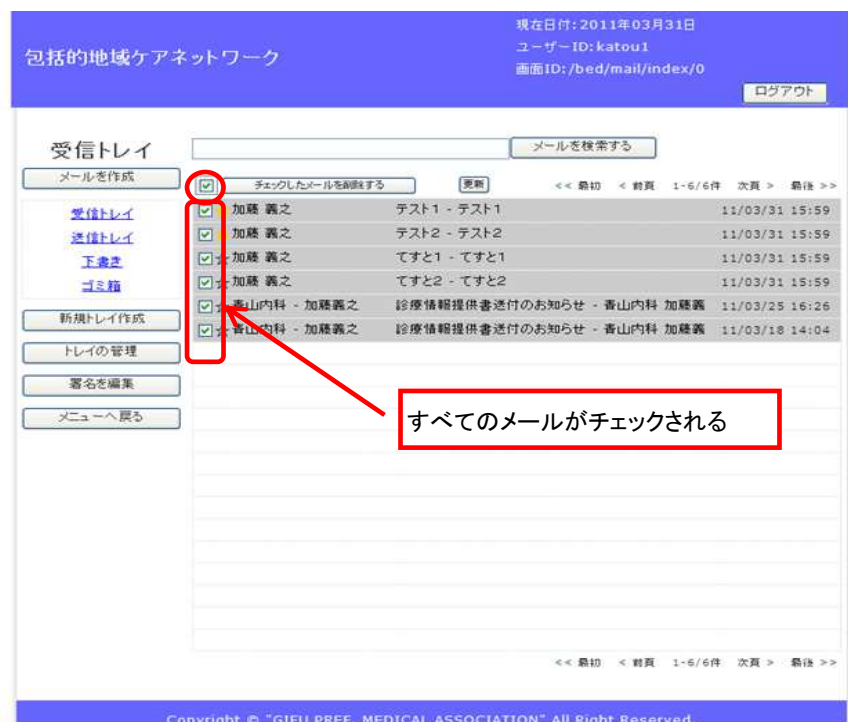 現在日付:2011年03月31日
包括的地域ケアネットワーク
ユーザーID:katou1
画面ID:/bed/mail/index/0
ログアウト
受信トレイ
メールを検索する
メールを作成
チェックしたメールを削除する 更新 << 最初 < 前頁 1-6/6件 次頁 > 最後 >>
受信トレイ
送信トレイ
下書き
ゴミ箱
新規トレイ作成
トレイの管理
署名を編集
メニューへ戻る
加藤 義之 テスト1 - テスト1 11/03/31 15:59
加藤 義之 テスト2 - テスト2 11/03/31 15:59
加藤 義之 てすと1 - てすと1 11/03/31 15:59
加藤 義之 てすと2 - てすと2 11/03/31 15:59
青山内科 - 加藤義之 診療情報提供書送付のお知らせ - 青山内科 加藤義 11/03/25 16:26
青山内科 - 加藤義之 診療情報提供書送付のお知らせ - 青山内科 加藤義 11/03/18 14:04
すべてのメールがチェックされる
<< 最初 < 前頁 1-6/6件 次頁 > 最後 >>
Copyright © "GIFU PREF. MEDICAL ASSOCIATION" All Right Reserved.